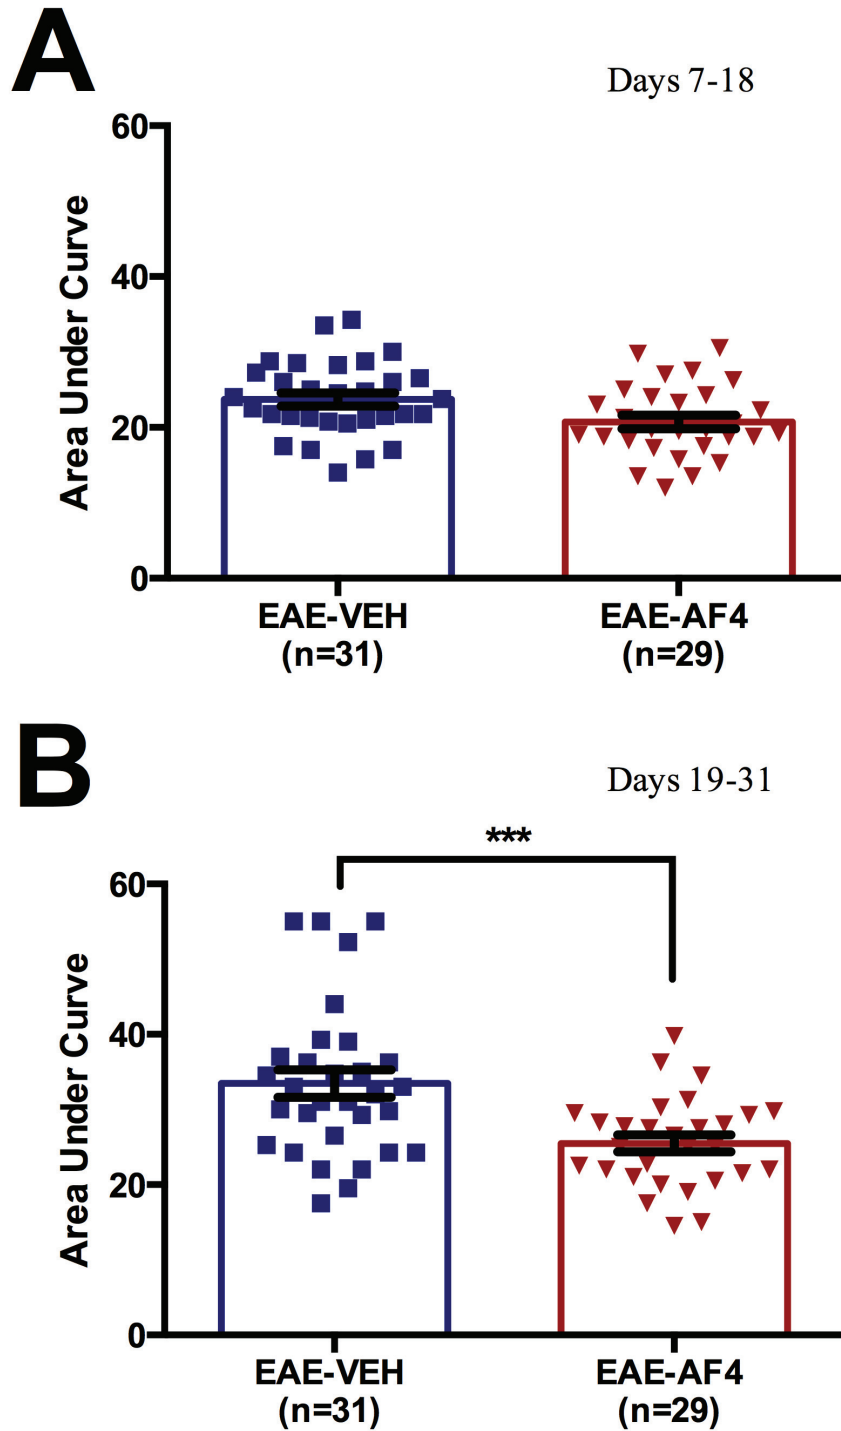 A
Days 7-18
60
40
20
0
Area Under Curve
EAE-VEH
(n=31)
EAE-AF4
(n=29)
B
Days 19-31
***
60
40
20
0
Area Under Curve
EAE-VEH
(n=31)
EAE-AF4
(n=29)